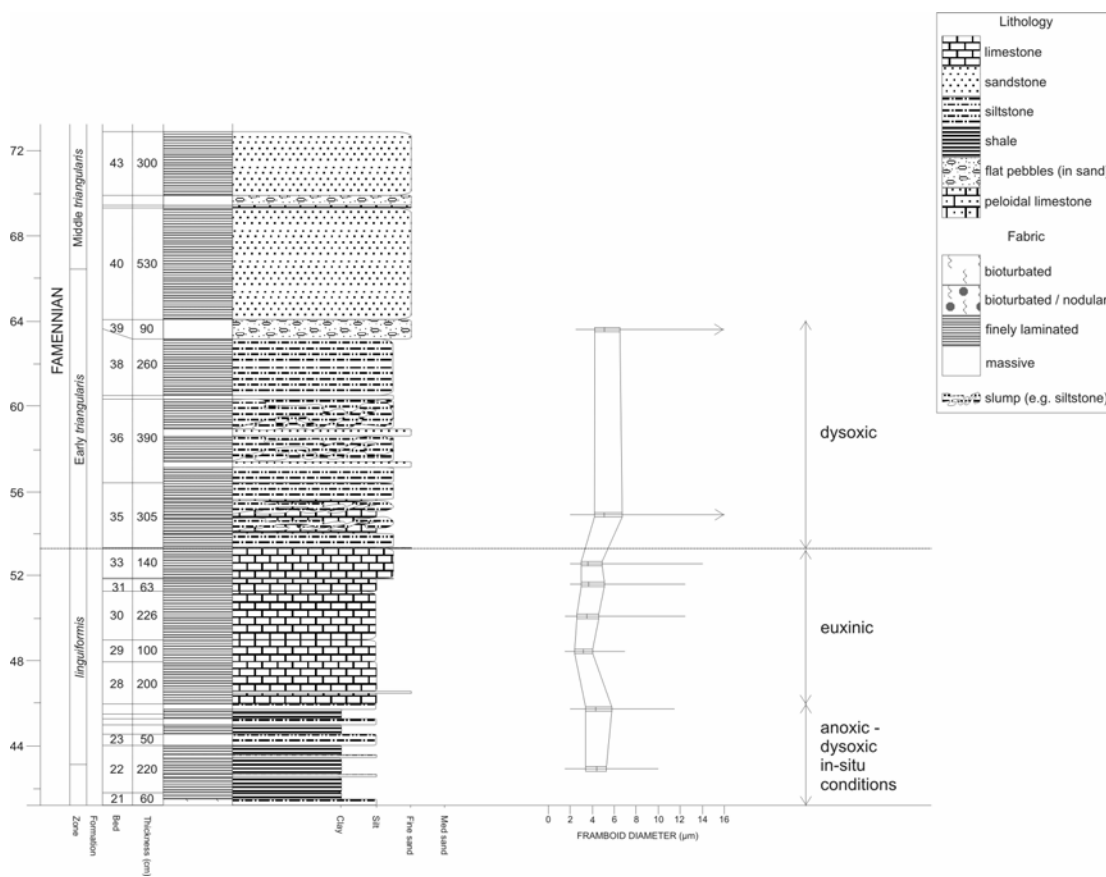 Lithology
limestone
sandstone
siltstone
shale
flat pebbles (in sand)
peloidal limestone
Fabric
bioturbated
bioturbated / nodular
finely laminated
massive
slump (e.g. siltstone)
72
68
64
60
56
52
48
44
FAMENNIAN
Middle triangularis
Early triangularis
linguiformis
43 300
40 530
39 90
38 260
36 390
35 305
33 140
31 63
30 226
29 100
28 200
23 50
22 220
21 60
dysoxic
euxinic
anoxic -
dysoxic
in-situ
conditions
Zone
Formation
Bed
Thickness (cm)
Clay
Silt
Fine sand
Med sand
0 2 4 6 8 10 12 14 16
FRAMBOID DIAMETER (µm)